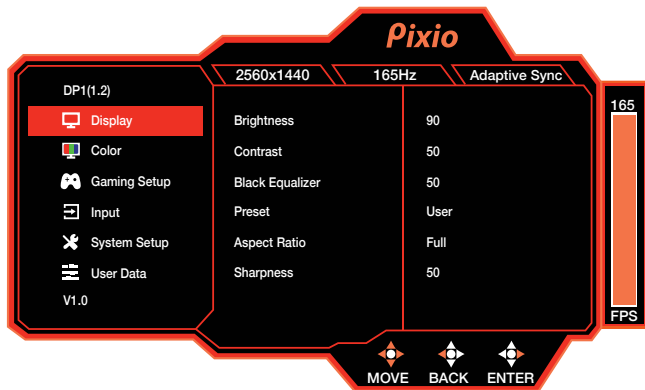 Pixio
2560x1440 165Hz Adaptive Sync
DP1(1.2)
165
Display Brightness 90
Color Contrast 50
Gaming Setup Black Equalizer 50
Input Preset User
System Setup Aspect Ratio Full
User Data Sharpness 50
V1.0
FPS
MOVE BACK ENTER